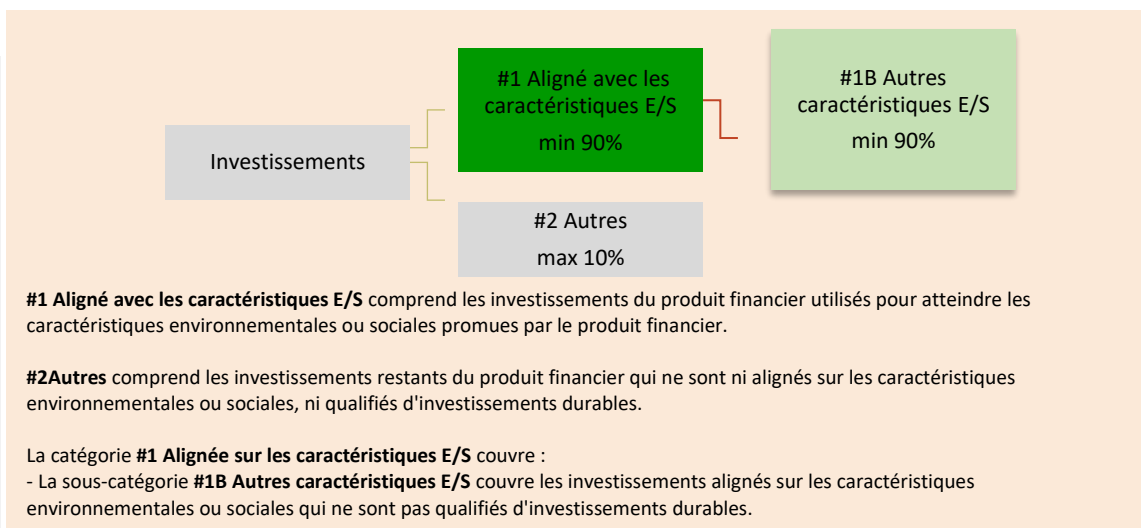 #1 Aligné avec les
caractéristiques E/S
min 90%
#1B Autres
caractéristiques E/S
min 90%
Investissements
#2 Autres
max 10%
#1 Aligné avec les caractéristiques E/S comprend les investissements du produit financier utilisés pour atteindre les
caractéristiques environnementales ou sociales promues par le produit financier.
#2Autres comprend les investissements restants du produit financier qui ne sont ni alignés sur les caractéristiques
environnementales ou sociales, ni qualifiés d'investissements durables.
La catégorie #1 Alignée sur les caractéristiques E/S couvre :
- La sous-catégorie #1B Autres caractéristiques E/S couvre les investissements alignés sur les caractéristiques
environnementales ou sociales qui ne sont pas qualifiés d'investissements durables.